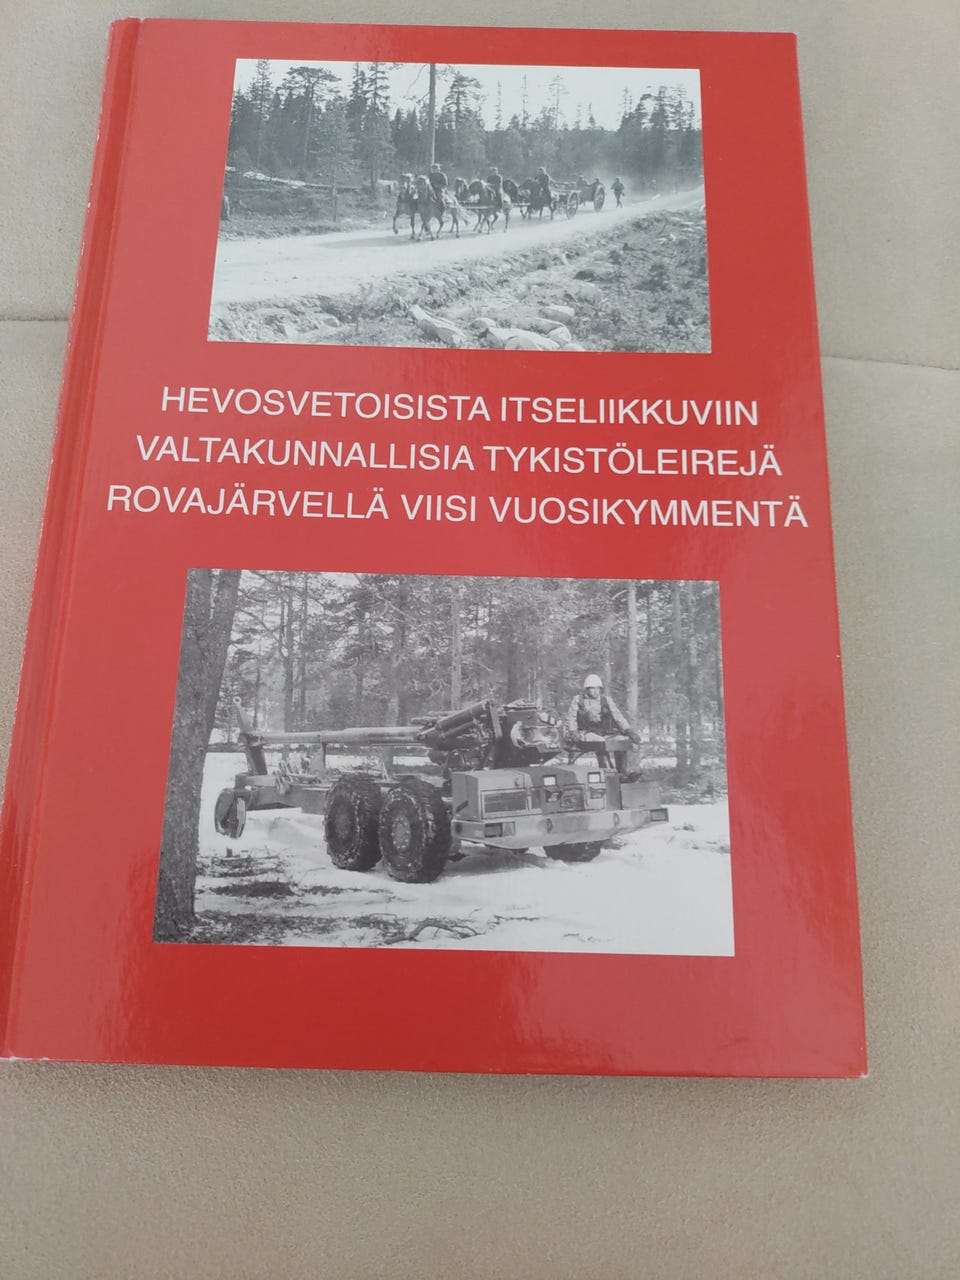 HEVOSVETOISISTA ITSELIIKKUVIIN
VALTAKUNNALLISIA TYKISTÖLEIREJÄ
ROVAJÄRVELLÄ VIISI VUOSIKYMMENTÄ